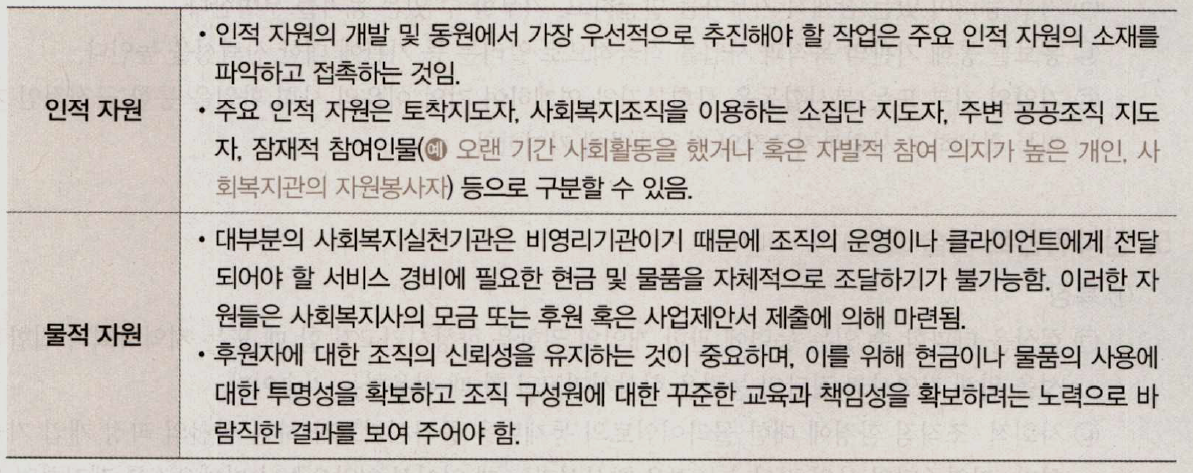 인적 자원
• 인적 자원의 개발 및 동원에서 가장 우선적으로 추진해야 할 작업은 주요 인적 자원의 소재를
파악하고 접촉하는 것임.
• 주요 인적 자원은 토착지도자, 사회복지조직을 이용하는 소집단 지도자, 주변 공공조직 지도
자, 잠재적 참여인물(예 오랜 기간 사회활동을 했거나 혹은 자발적 참여 의지가 높은 개인, 사
회복지관의 자원봉사자) 등으로 구분할 수 있음.
물적 자원
• 대부분의 사회복지실천기관은 비영리기관이기 때문에 조직의 운영이나 클라이언트에게 전달
되어야 할 서비스 경비에 필요한 현금 및 물품을 자체적으로 조달하기가 불가능함. 이러한 자
원들은 사회복지사의 모금 또는 후원 혹은 사업제안서 제출에 의해 마련됨.
• 후원자에 대한 조직의 신뢰성을 유지하는 것이 중요하며, 이를 위해 현금이나 물품의 사용에
대한 투명성을 확보하고 조직 구성원에 대한 꾸준한 교육과 책임성을 확보하려는 노력으로 바
람직한 결과를 보여 주어야 함.